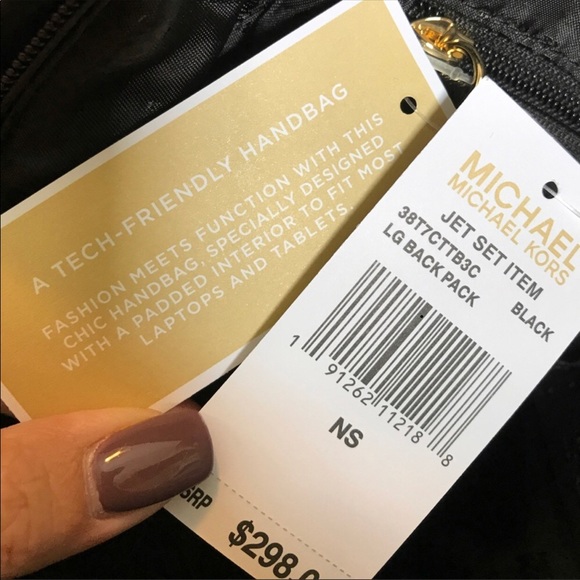 A TECH-FRIENDLY HANDBAG
FASHION MEETS FUNCTION WITH THIS
CHIC HANDBAG, SPECIALLY DESIGNED
WITH A PADDED INTERIOR TO FIT MOST
LAPTOPS AND TABLETS.
MICHAEL
MICHAEL KORS
JET SET ITEM
38T7CTTB3C
LG BACK PACK BLACK
1 91262 11218 8
NS
SRP
$298.0